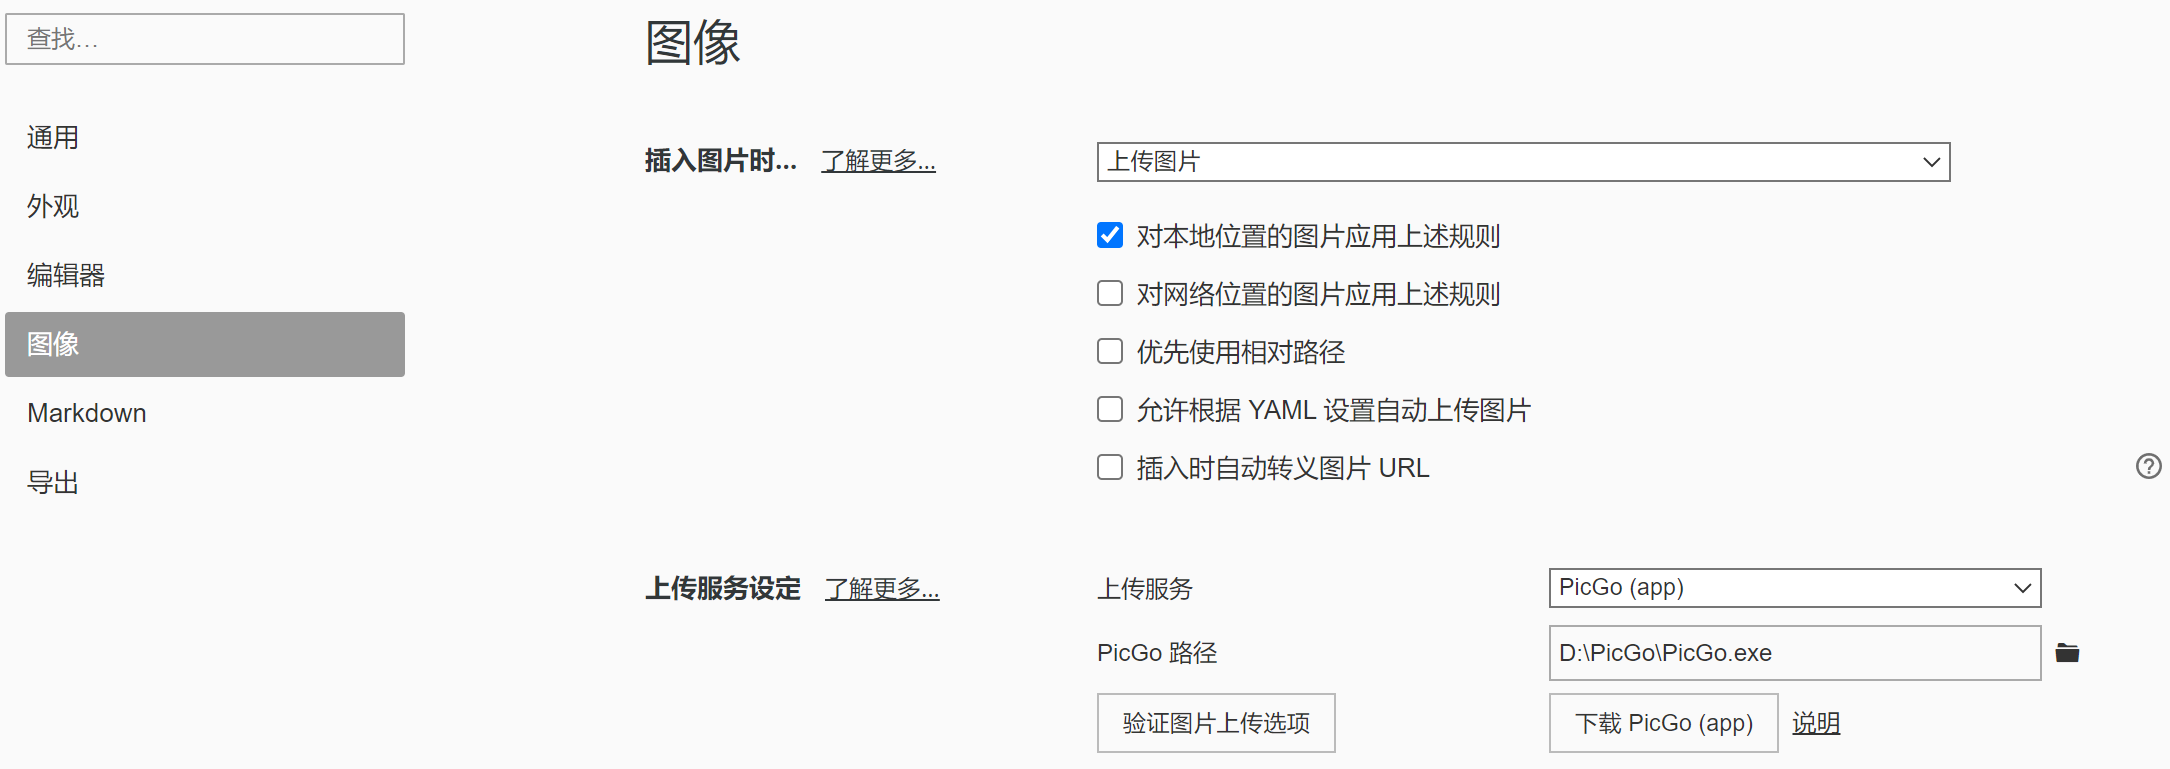 查找...
通用
外观
编辑器
图像
Markdown
导出
图像
插入图片时... 了解更多... 上传图片
对本地位置的图片应用上述规则
对网络位置的图片应用上述规则
优先使用相对路径
允许根据 YAML 设置自动上传图片
插入时自动转义图片 URL
上传服务设定 了解更多... 上传服务 PicGo (app)
PicGo 路径 D:\PicGo\PicGo.exe
验证图片上传选项 下载 PicGo (app) 说明